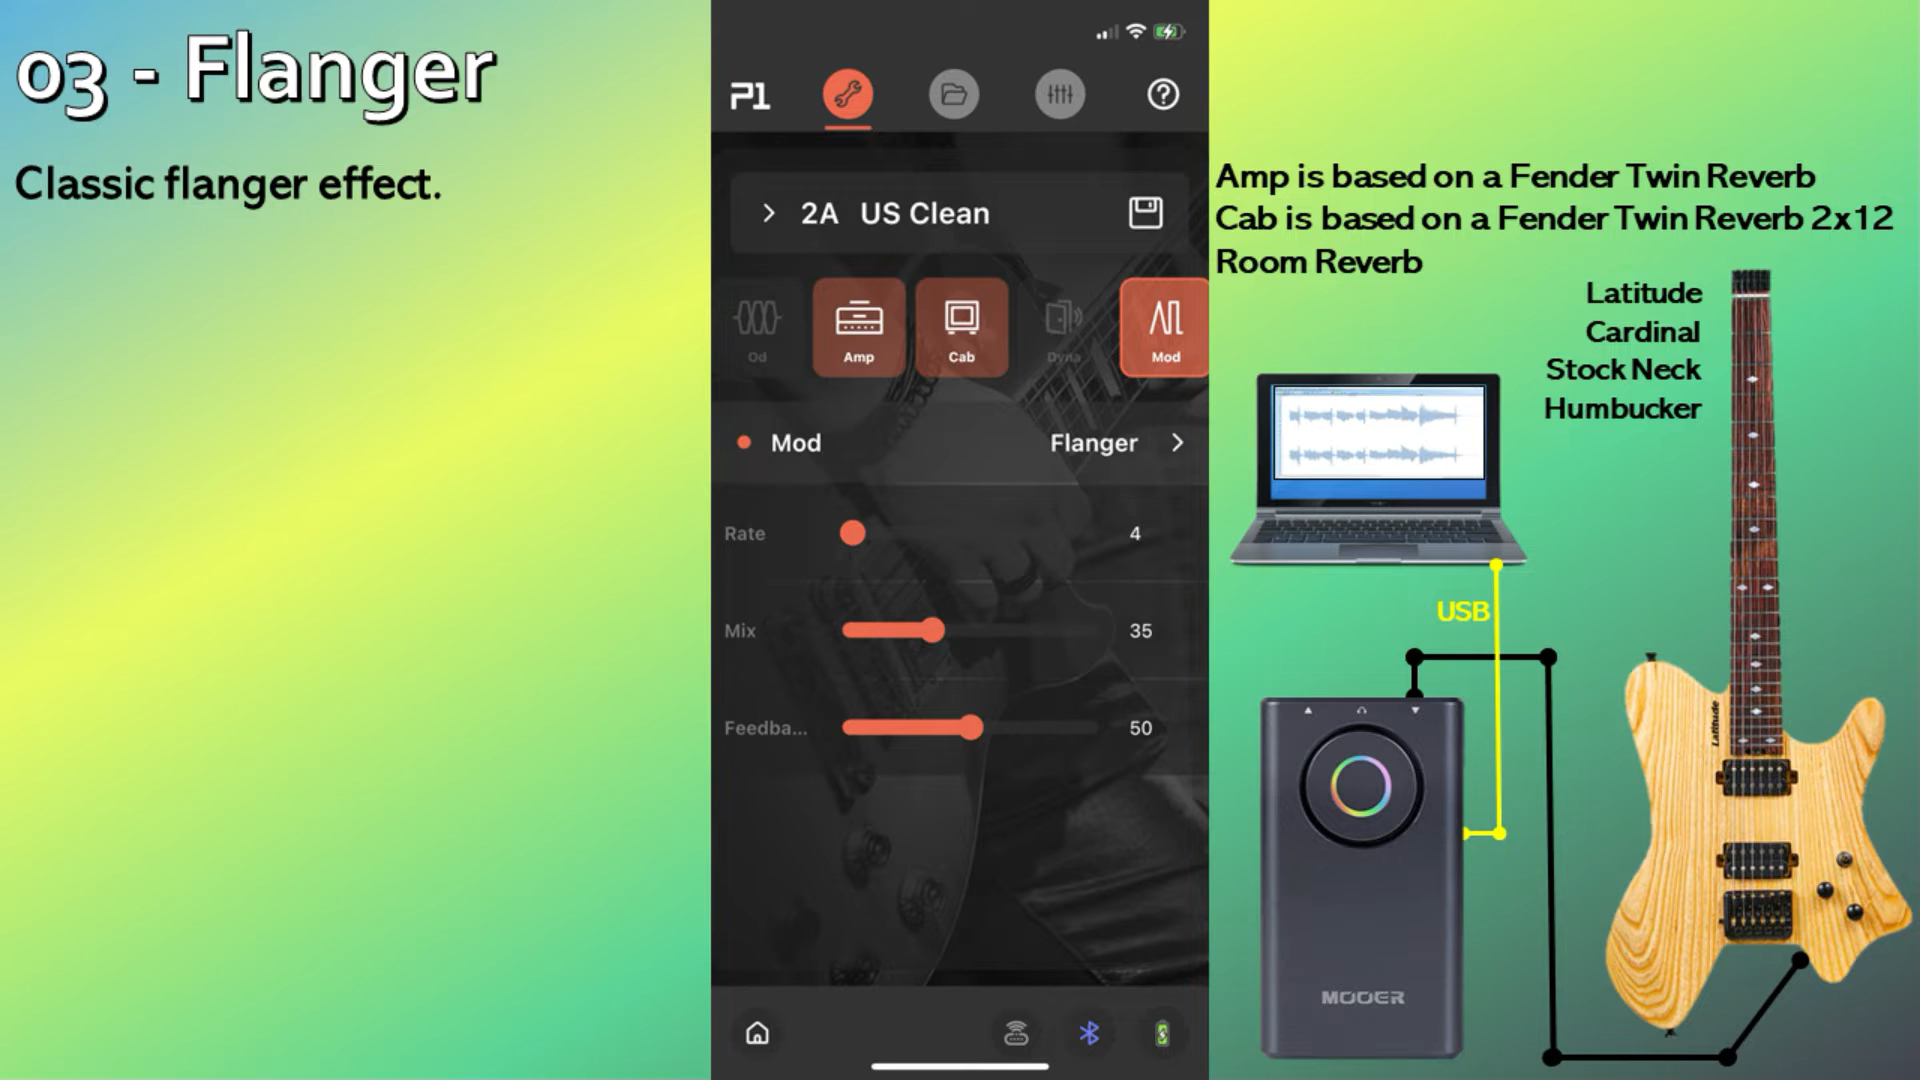 03 - Flanger
Classic flanger effect.
P1
2A US Clean
Od
Amp
Cab
Dyna
Mod
Mod
Flanger
Rate
4
Mix
35
Feedba...
50
Amp is based on a Fender Twin Reverb
Cab is based on a Fender Twin Reverb 2x12
Room Reverb
Latitude
Cardinal
Stock Neck
Humbucker
USB
Latitude
MOOER